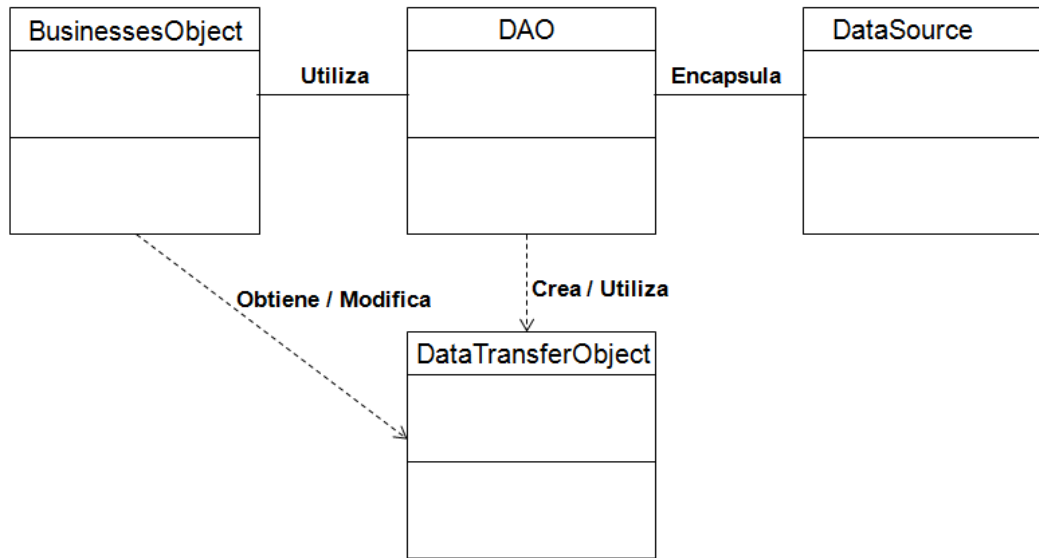 BusinessesObject
DAO
DataSource
Utiliza
Encapsula
Obtiene / Modifica
Crea / Utiliza
DataTransferObject